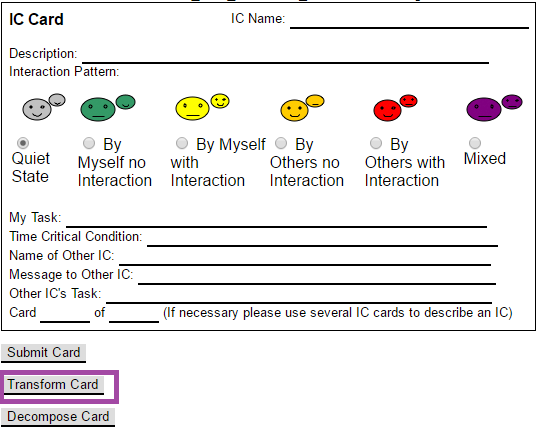 IC Card IC Name:
Description:
Interaction Pattern:
Quiet State
By Myself no Interaction
By Myself with Interaction
By Others no Interaction
By Others with Interaction
Mixed
My Task:
Time Critical Condition:
Name of Other IC:
Message to Other IC:
Other IC's Task:
Card of (If necessary please use several IC cards to describe an IC)
Submit Card
Transform Card
Decompose Card